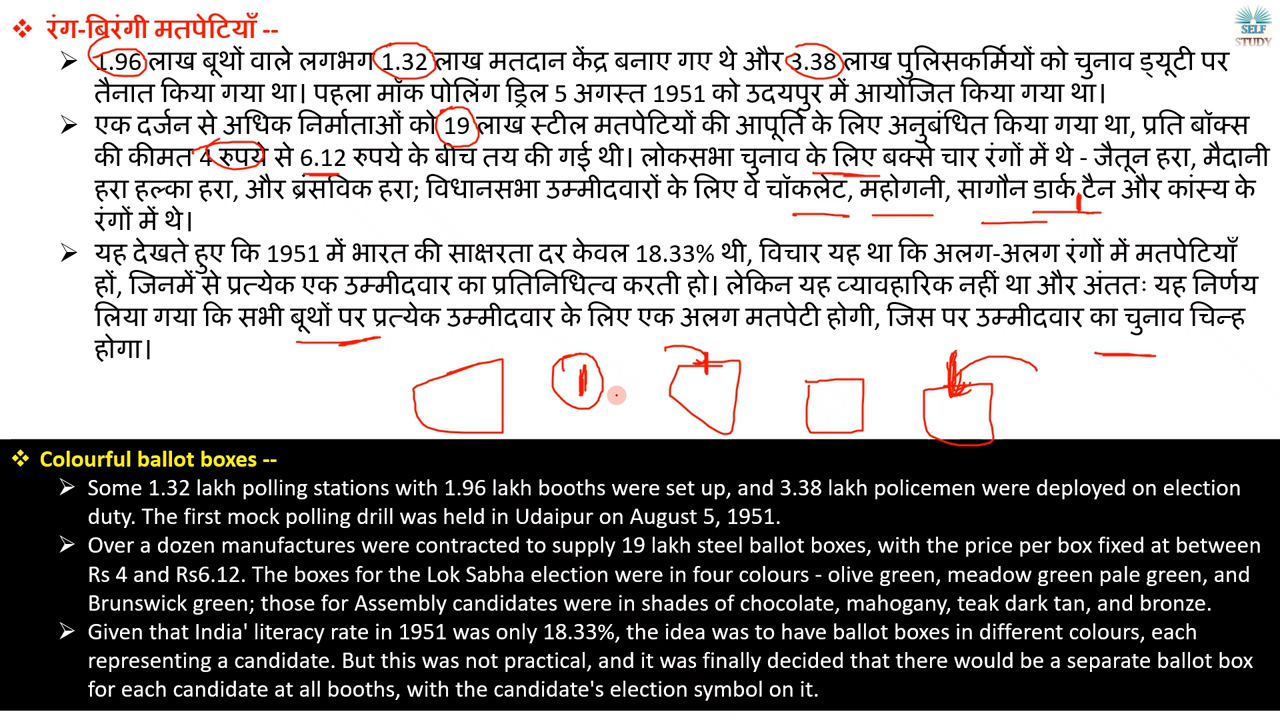 ❖ रंग-बिरंगी मतपेटियाँ --
➤ 1.96 लाख बूथों वाले लगभग 1.32 लाख मतदान केंद्र बनाए गए थे और 3.38 लाख पुलिसकर्मियों को चुनाव ड्यूटी पर
तैनात किया गया था। पहला मॉक पोलिंग ड्रिल 5 अगस्त 1951 को उदयपुर में आयोजित किया गया था।
➤ एक दर्जन से अधिक निर्माताओं को 19 लाख स्टील मतपेटियों की आपूर्ति के लिए अनुबंधित किया गया था, प्रति बॉक्स
की कीमत 4 रुपये से 6.12 रुपये के बीच तय की गई थी। लोकसभा चुनाव के लिए बक्से चार रंगों में थे - जैतून हरा, मैदानी
हरा हल्का हरा, और ब्रंसविक हरा; विधानसभा उम्मीदवारों के लिए वे चॉकलेट, महोगनी, सागौन डार्क टैन और कांस्य के
रंगों में थे।
➤ यह देखते हुए कि 1951 में भारत की साक्षरता दर केवल 18.33% थी, विचार यह था कि अलग-अलग रंगों में मतपेटियाँ
हों, जिनमें से प्रत्येक एक उम्मीदवार का प्रतिनिधित्व करती हो। लेकिन यह व्यावहारिक नहीं था और अंततः यह निर्णय
लिया गया कि सभी बूथों पर प्रत्येक उम्मीदवार के लिए एक अलग मतपेटी होगी, जिस पर उम्मीदवार का चुनाव चिन्ह
होगा।
SELF
STUDY
❖ Colourful ballot boxes --
➤ Some 1.32 lakh polling stations with 1.96 lakh booths were set up, and 3.38 lakh policemen were deployed on election
duty. The first mock polling drill was held in Udaipur on August 5, 1951.
➤ Over a dozen manufactures were contracted to supply 19 lakh steel ballot boxes, with the price per box fixed at between
Rs 4 and Rs6.12. The boxes for the Lok Sabha election were in four colours - olive green, meadow green pale green, and
Brunswick green; those for Assembly candidates were in shades of chocolate, mahogany, teak dark tan, and bronze.
➤ Given that India' literacy rate in 1951 was only 18.33%, the idea was to have ballot boxes in different colours, each
representing a candidate. But this was not practical, and it was finally decided that there would be a separate ballot box
for each candidate at all booths, with the candidate's election symbol on it.